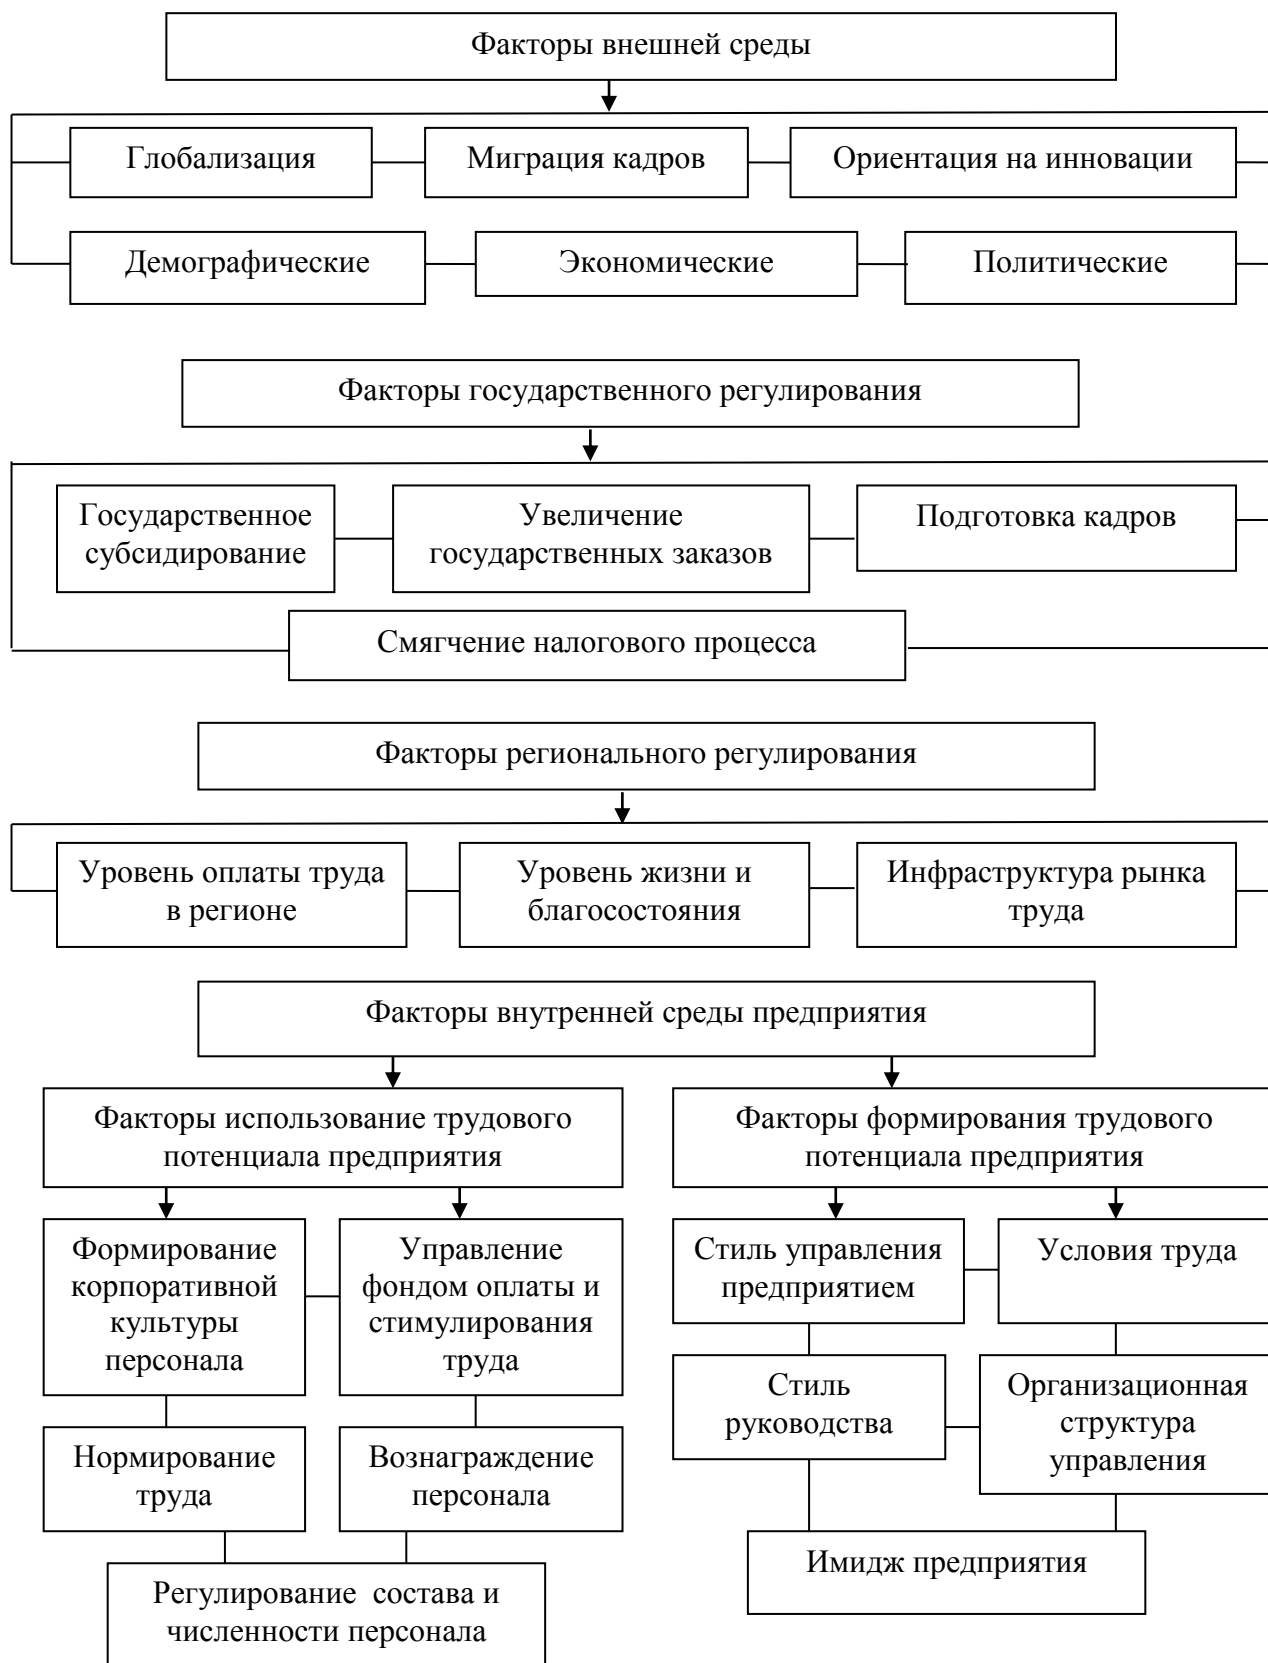 Факторы внешней среды
Глобализация
Миграция кадров
Ориентация на инновации
Демографические
Экономические
Политические
Факторы государственного регулирования
Государственное
субсидирование
Увеличение
государственных заказов
Подготовка кадров
Смягчение налогового процесса
Факторы регионального регулирования
Уровень оплаты труда
в регионе
Уровень жизни и
благосостояния
Инфраструктура рынка
труда
Факторы внутренней среды предприятия
Факторы использование трудового
потенциала предприятия
Факторы формирования трудового
потенциала предприятия
Формирование
корпоративной
культуры
персонала
Управление
фондом оплаты и
стимулирования
труда
Стиль управления
предприятием
Условия труда
Стиль
руководства
Организационная
структура
управления
Нормирование
труда
Вознаграждение
персонала
Имидж предприятия
Регулирование состава и
численности персонала